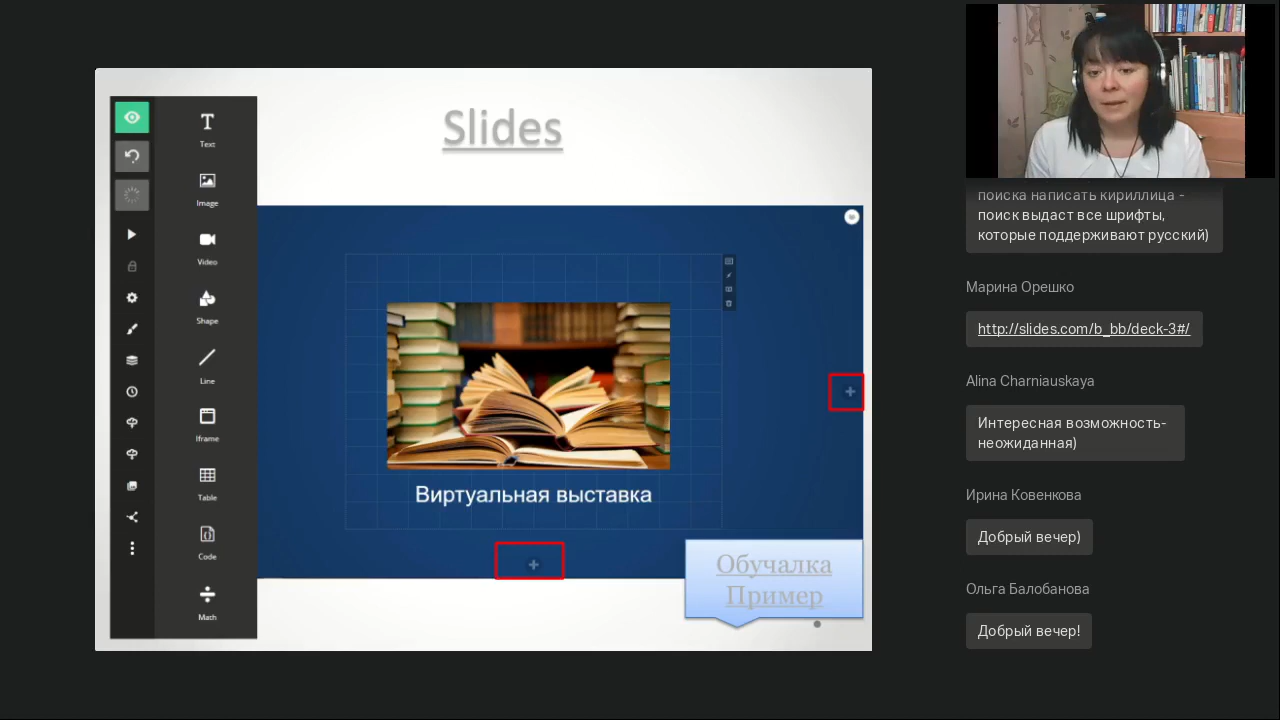 Slides
Text
Image
Video
Shape
Line
Iframe
Table
Code
Math
Виртуальная выставка
Обучалка
Пример
поиска написать кириллица -
поиск выдаст все шрифты,
которые поддерживают русский)
Марина Орешко
http://slides.com/b_bb/deck-3#/
Alina Charniauskaya
Интересная возможность-
неожиданная)
Ирина Ковенкова
Добрый вечер)
Ольга Балобанова
Добрый вечер!